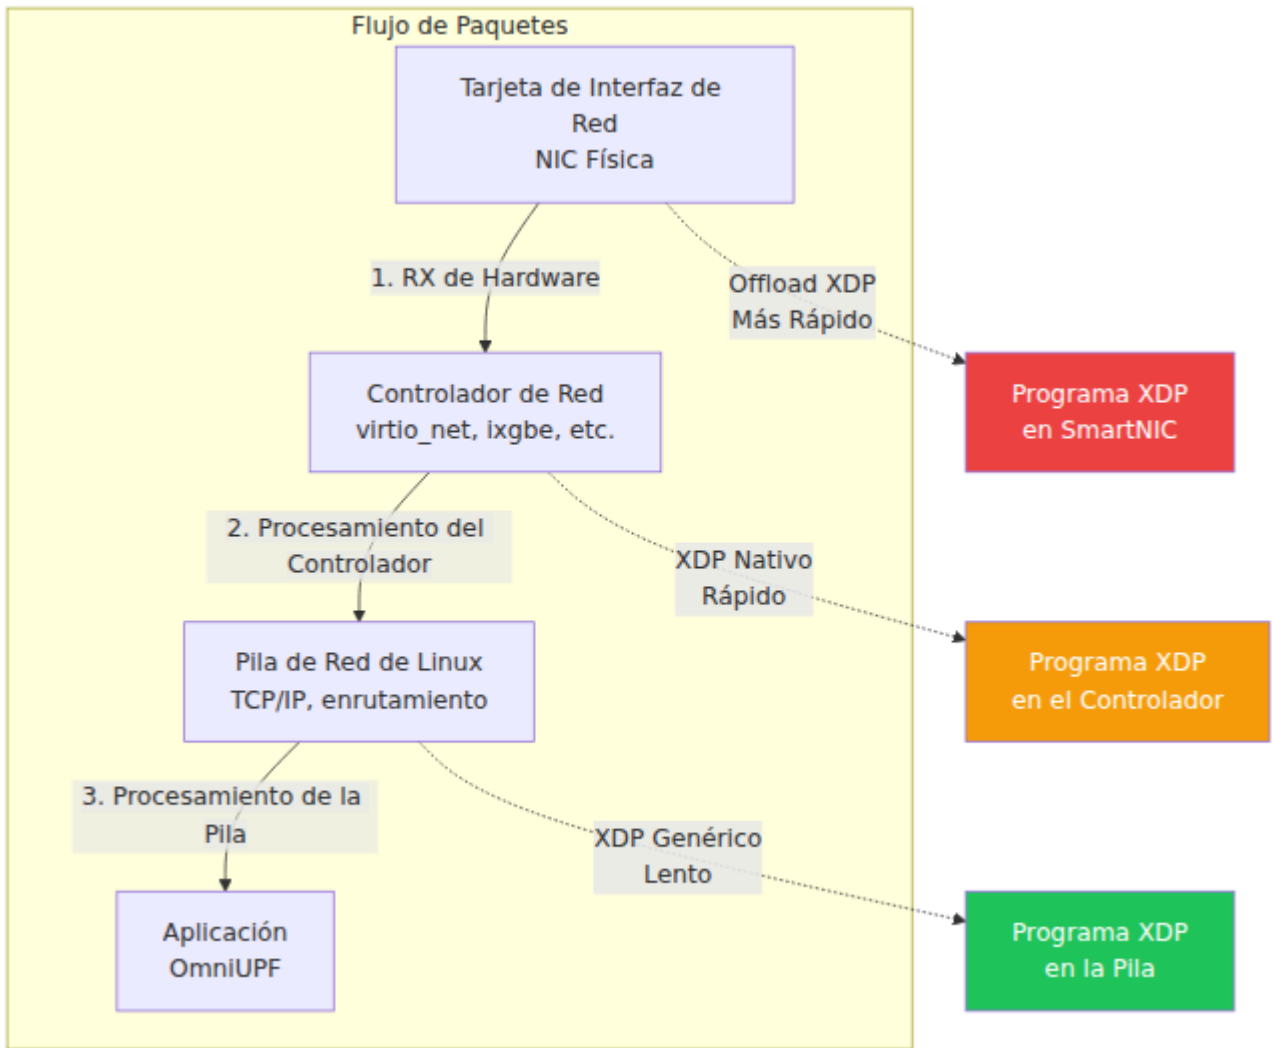 Flujo de Paquetes
Tarjeta de Interfaz de
Red
NIC Física
1. RX de Hardware
Offload XDP
Más Rápido
Controlador de Red
virtio_net, ixgbe, etc.
Programa XDP
en SmartNIC
2. Procesamiento del
Controlador
XDP Nativo
Rápido
Pila de Red de Linux
TCP/IP, enrutamiento
Programa XDP
en el Controlador
3. Procesamiento de la
Pila
XDP Genérico
Lento
Aplicación
OmniUPF
Programa XDP
en la Pila